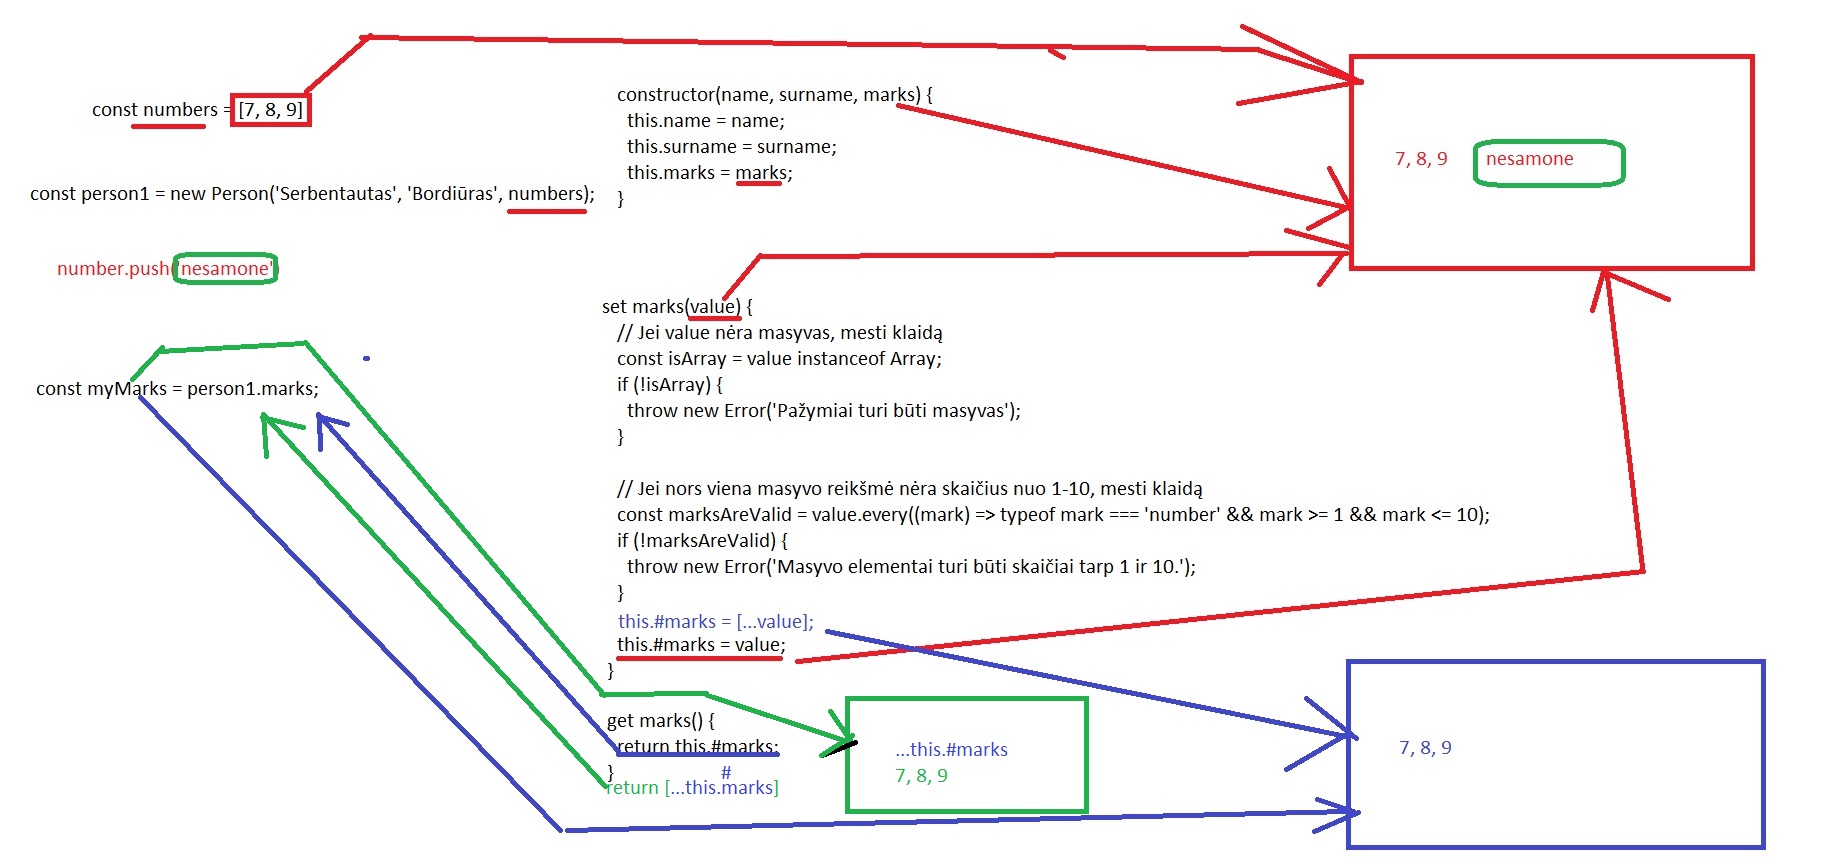 const numbers = [7, 8, 9]
const person1 = new Person('Serbentautas', 'Bordiūras', numbers);
number.push('nesamone')
const myMarks = person1.marks;
constructor(name, surname, marks) {
this.name = name;
this.surname = surname;
this.marks = marks;
}
set marks(value) {
// Jei value nėra masyvas, mesti klaidą
const isArray = value instanceof Array;
if (!isArray) {
throw new Error('Pažymiai turi būti masyvas');
}
// Jei nors viena masyvo reikšmė nėra skaičius nuo 1-10, mesti klaidą
const marksAreValid = value.every((mark) => typeof mark === 'number' && mark >= 1 && mark <= 10);
if (!marksAreValid) {
throw new Error('Masyvo elementai turi būti skaičiai tarp 1 ir 10.');
}
this.#marks = [...value];
this.#marks = value;
}
get marks() {
return this.#marks;
}
#
return [...this.marks]
...this.#marks
7, 8, 9
7, 8, 9 nesamone
7, 8, 9